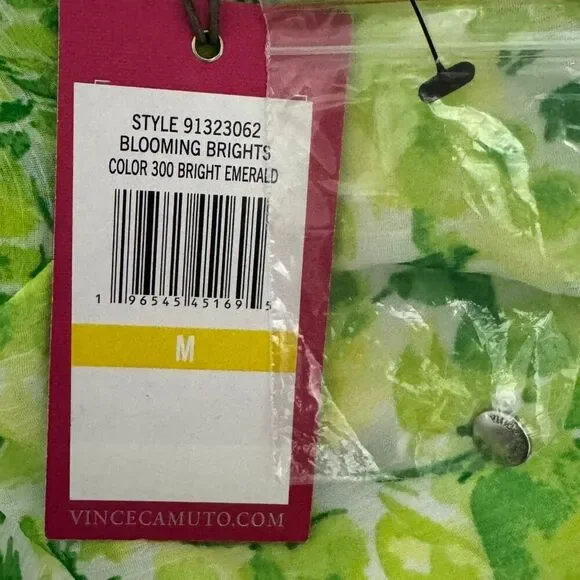 STYLE 91323062
BLOOMING BRIGHTS
COLOR 300 BRIGHT EMERALD
1 96545 45169 5
M
VINCECAMUTO.COM